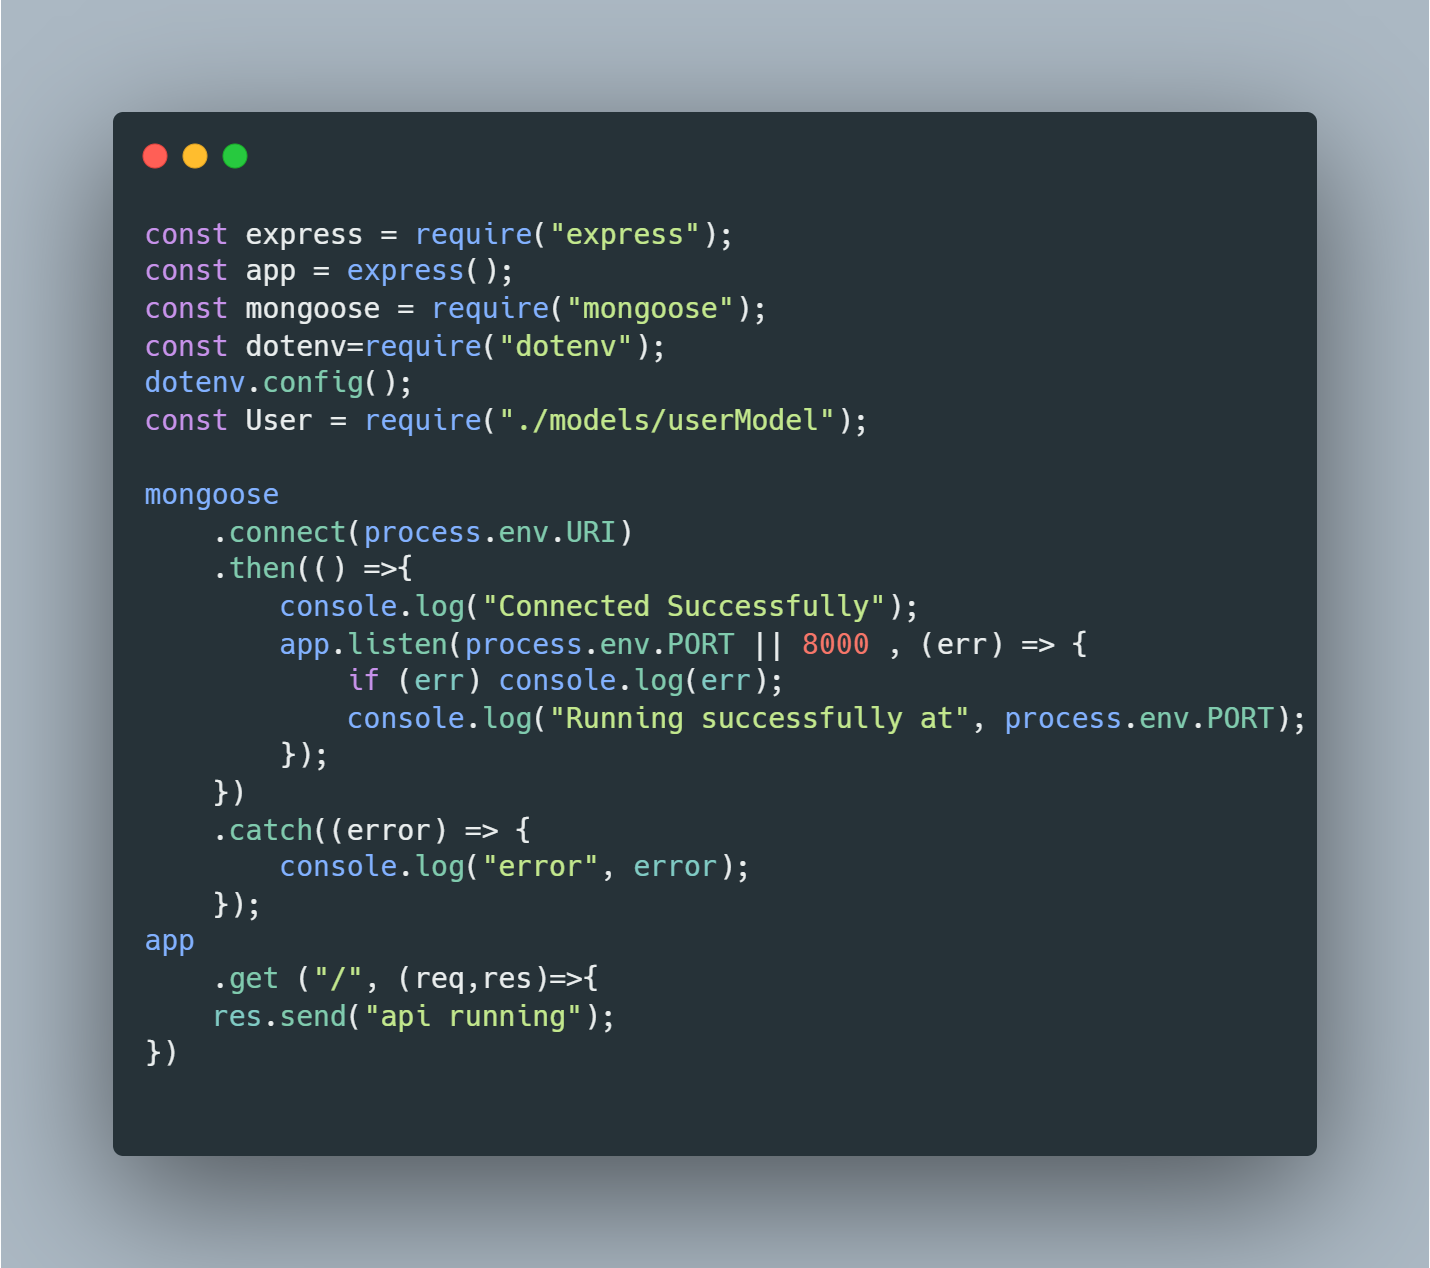 const express = require("express");
const app = express();
const mongoose = require("mongoose");
const dotenv=require("dotenv");
dotenv.config();
const User = require("./models/userModel");

mongoose
    .connect(process.env.URI)
    .then(() =>{
        console.log("Connected Successfully");
        app.listen(process.env.PORT || 8000 , (err) => {
            if (err) console.log(err);
            console.log("Running successfully at", process.env.PORT);
        });
    })
    .catch((error) => {
        console.log("error", error);
    });
app
    .get ("/", (req,res)=>{
    res.send("api running");
})